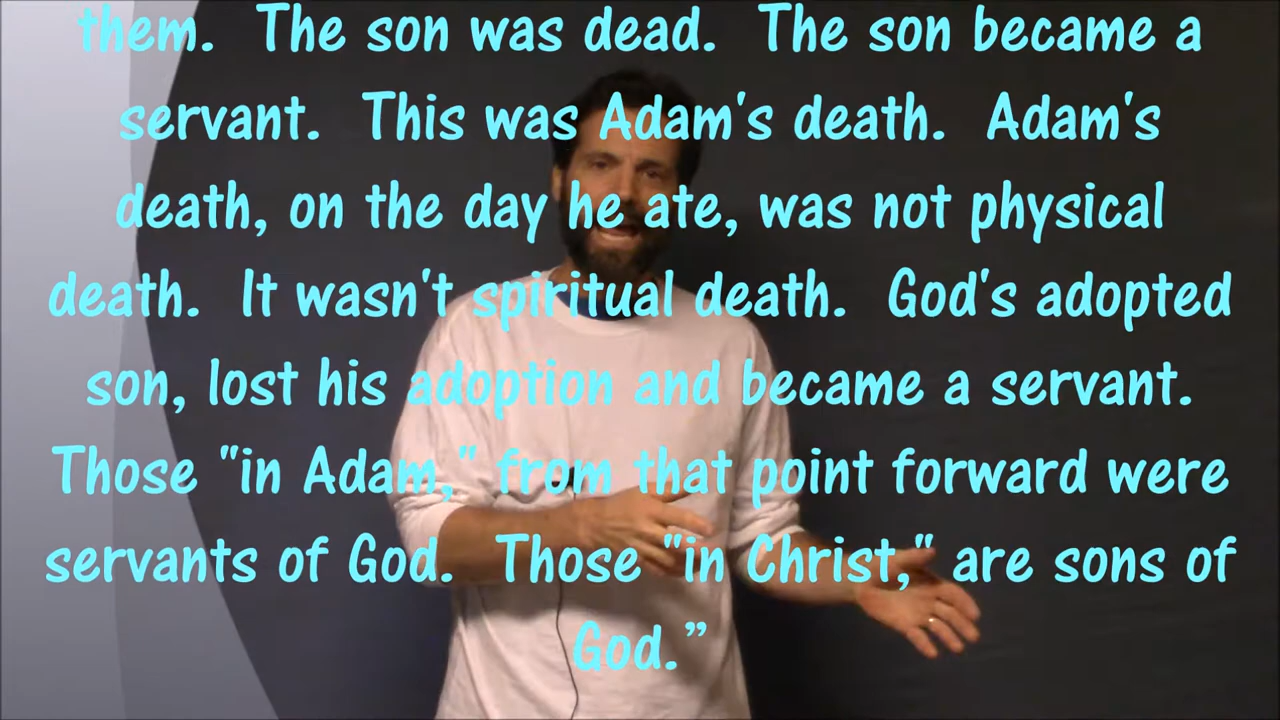 them.  The son was dead.  The son became a
servant.  This was Adam's death.  Adam's
death, on the day he ate, was not physical
death.  It wasn't spiritual death.  God's adopted
son, lost his adoption and became a servant.
Those "in Adam," from that point forward were
servants of God.  Those "in Christ," are sons of
God.”